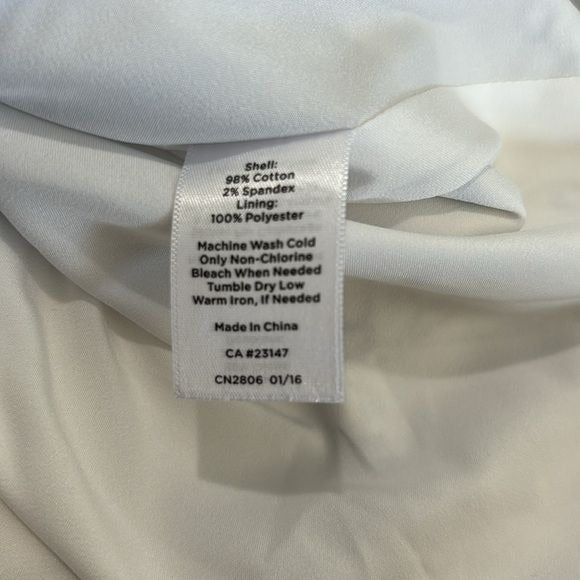 Shell:
98% Cotton
2% Spandex
Lining:
100% Polyester
Machine Wash Cold
Only Non-Chlorine
Bleach When Needed
Tumble Dry Low
Warm Iron, If Needed
Made In China
CA #23147
CN2806 01/16